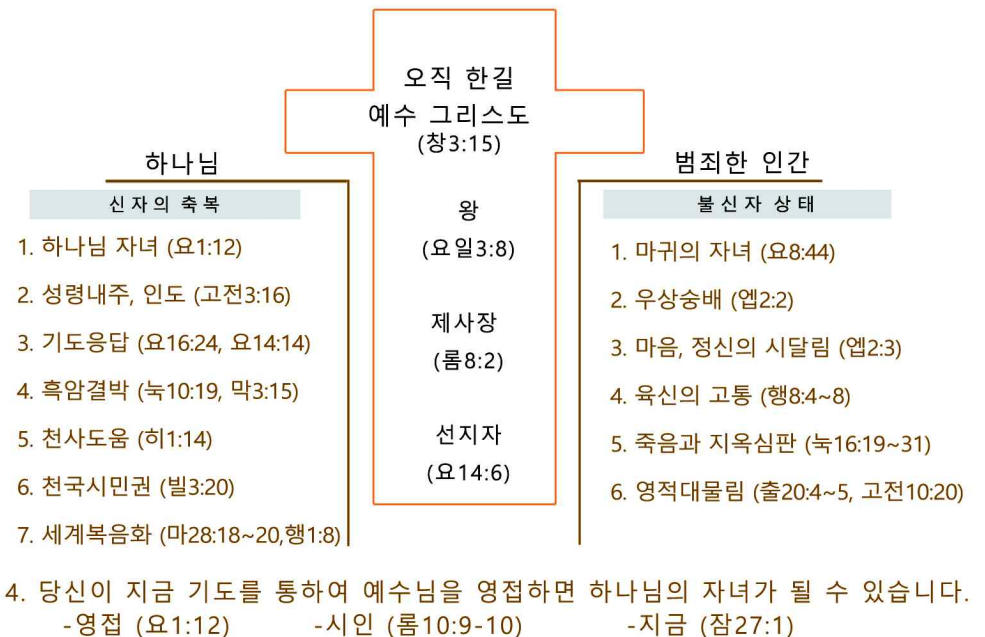 오직 한길
예수 그리스도
(창3:15)
왕
(요일3:8)
제사장
(롬8:2)
선지자
(요14:6)
하나님
신자의 축복
1. 하나님 자녀 (요1:12)
2. 성령내주, 인도 (고전3:16)
3. 기도응답 (요16:24, 요14:14)
4. 흑암결박 (눅10:19, 막3:15)
5. 천사도움 (히1:14)
6. 천국시민권 (빌3:20)
7. 세계복음화 (마28:18~20,행1:8)
범죄한 인간
불신자 상태
1. 마귀의 자녀 (요8:44)
2. 우상숭배 (엡2:2)
3. 마음, 정신의 시달림 (엡2:3)
4. 육신의 고통 (행8:4~8)
5. 죽음과 지옥심판 (눅16:19~31)
6. 영적대물림 (출20:4~5, 고전10:20)
4. 당신이 지금 기도를 통하여 예수님을 영접하면 하나님의 자녀가 될 수 있습니다.
-영접 (요1:12) -시인 (롬10:9-10) -지금 (잠27:1)